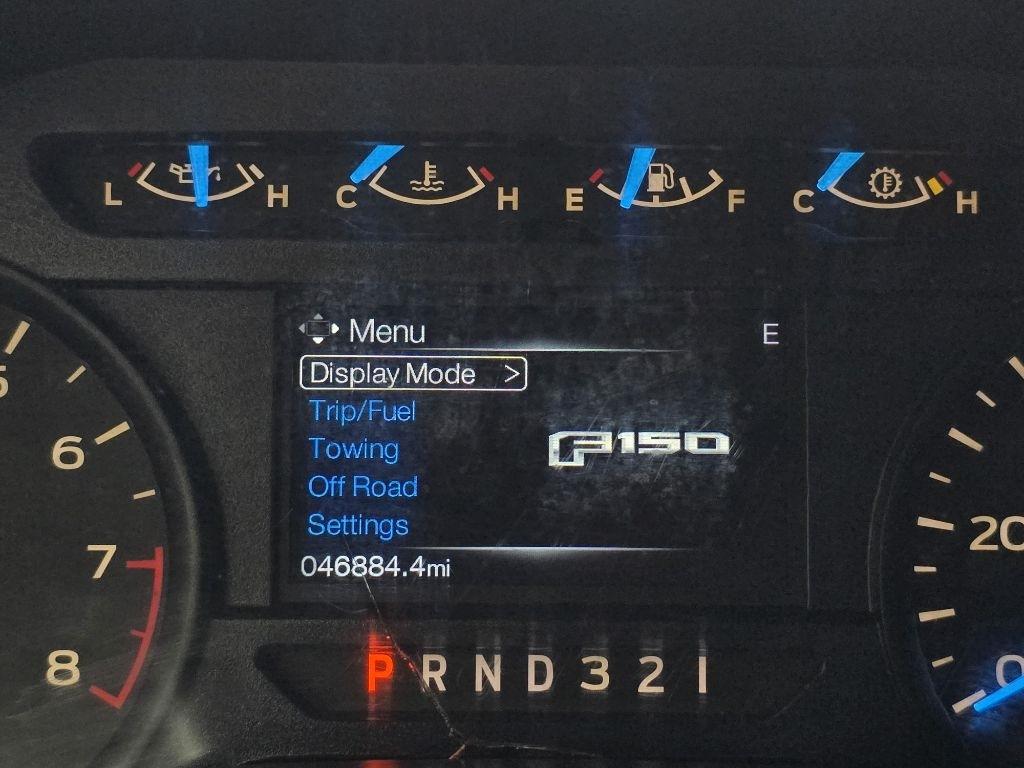 L H C H E F C H
Menu E
Display Mode >
Trip/Fuel
F150
Towing
Off Road
Settings
046884.4mi
5
6
7
8
20
0
P R N D 3 2 1